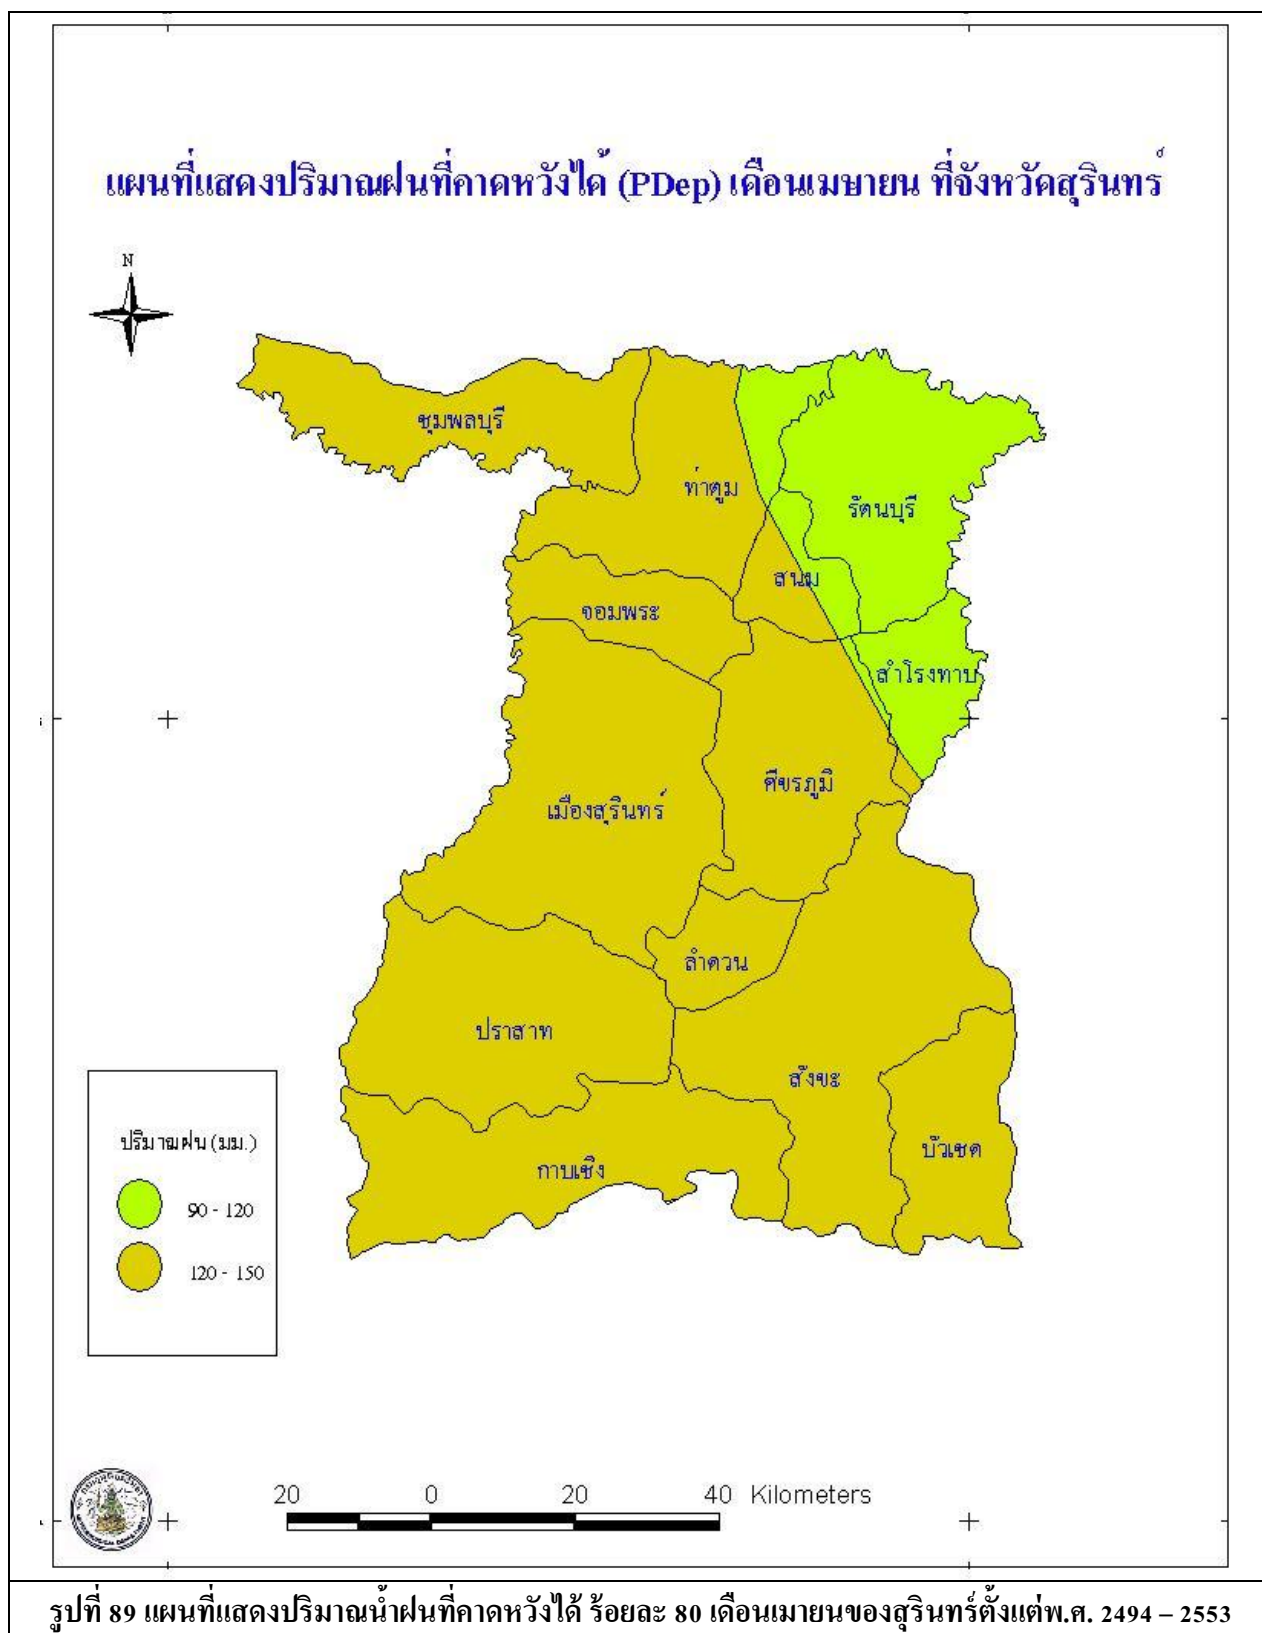 แผนที่แสดงปริมาณฝนที่คาดหวังได้ (PDep) เดือนเมษายน ที่จังหวัดสุรินทร์
N
ชุมพลบุรี
ท่าตูม
รัตนบุรี
สนม
จอมพระ
สำโรงทาบ
ศีขรภูมิ
เมืองสุรินทร์
ลำดวน
ปราสาท
สังขะ
บัวเชด
กาบเชิง
ปริมาณฝน (มม.)
90 - 120
120 - 150
20 0 20 40 Kilometers
รูปที่ 89 แผนที่แสดงปริมาณน้ำฝนที่คาดหวังได้ ร้อยละ 80 เดือนเมายนของสุรินทร์ตั้งแต่พ.ศ. 2494 – 2553